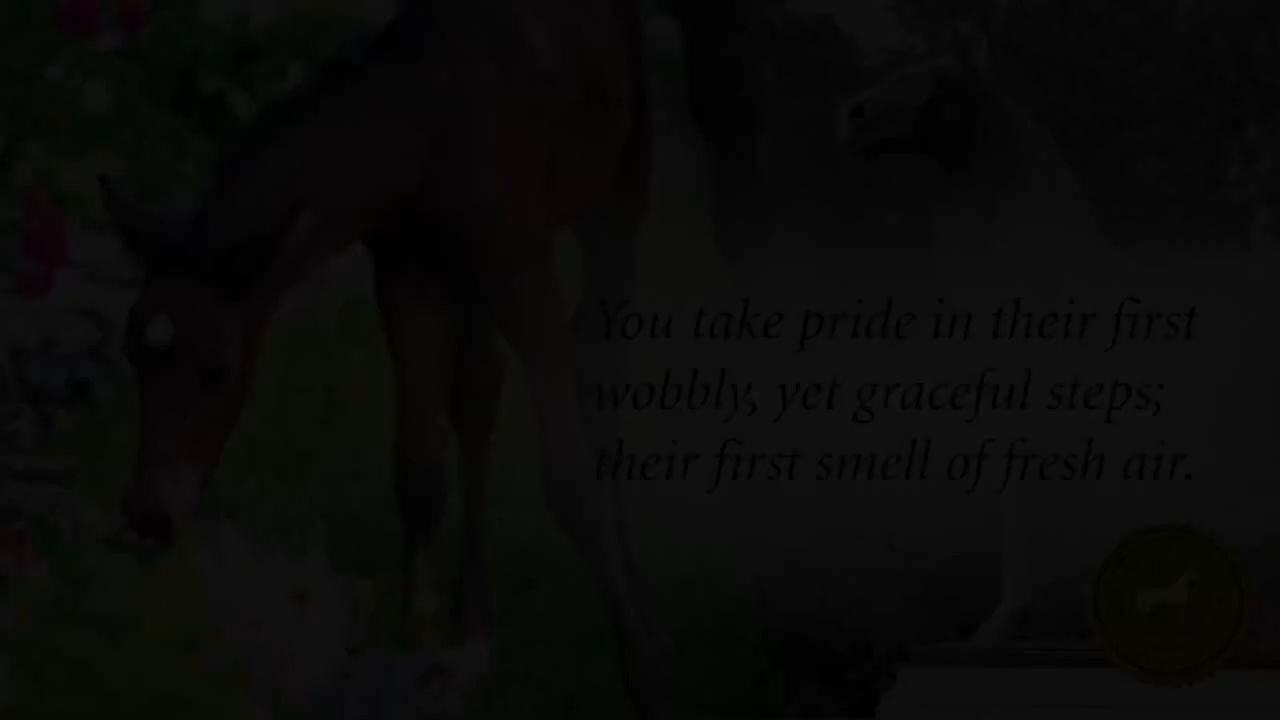 You take pride in their first
wobbly, yet graceful steps;
their first smell of fresh air.